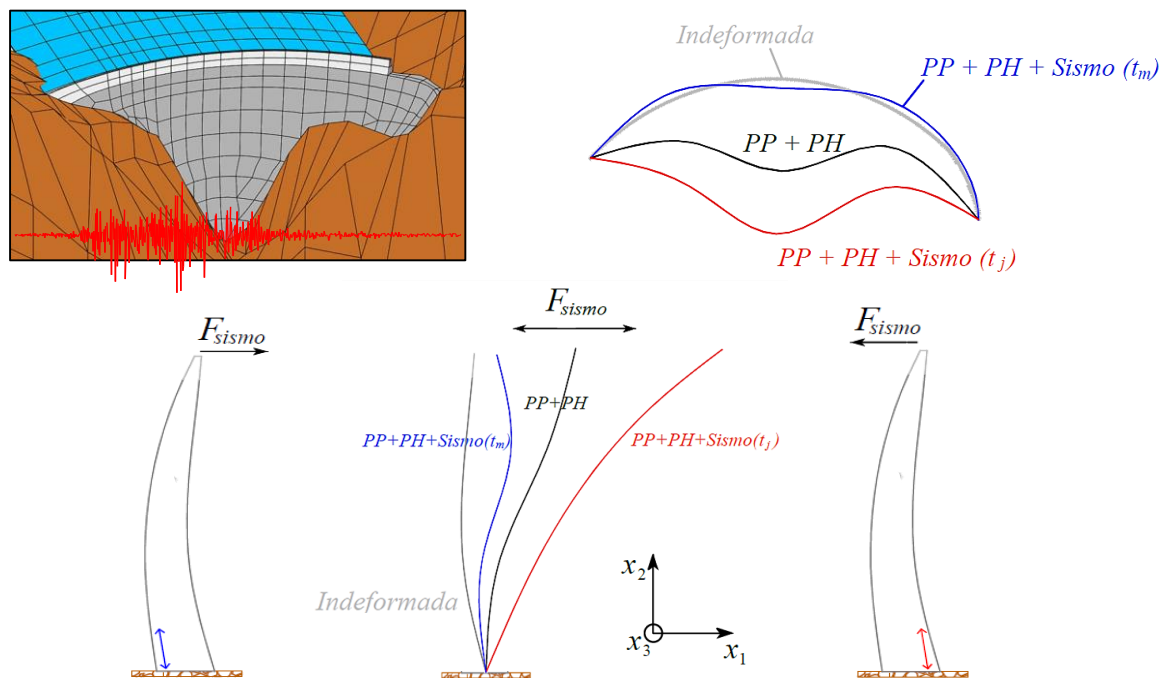 Indeformada
PP + PH + Sismo (tm)
PP + PH
PP + PH + Sismo (tj)
Fsismo
Fsismo
Fsismo
PP+PH
PP+PH+Sismo(tm)
PP+PH+Sismo(tj)
Indeformada
x2
x3
x1